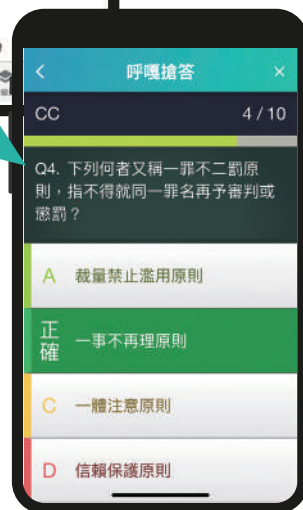 呼嘎搶答
CC 4 / 10
Q4. 下列何者又稱一罪不二罰原
則，指不得就同一罪名再予審判或
懲罰？
A 裁量禁止濫用原則
正確 一事不再理原則
C 一體注意原則
D 信賴保護原則